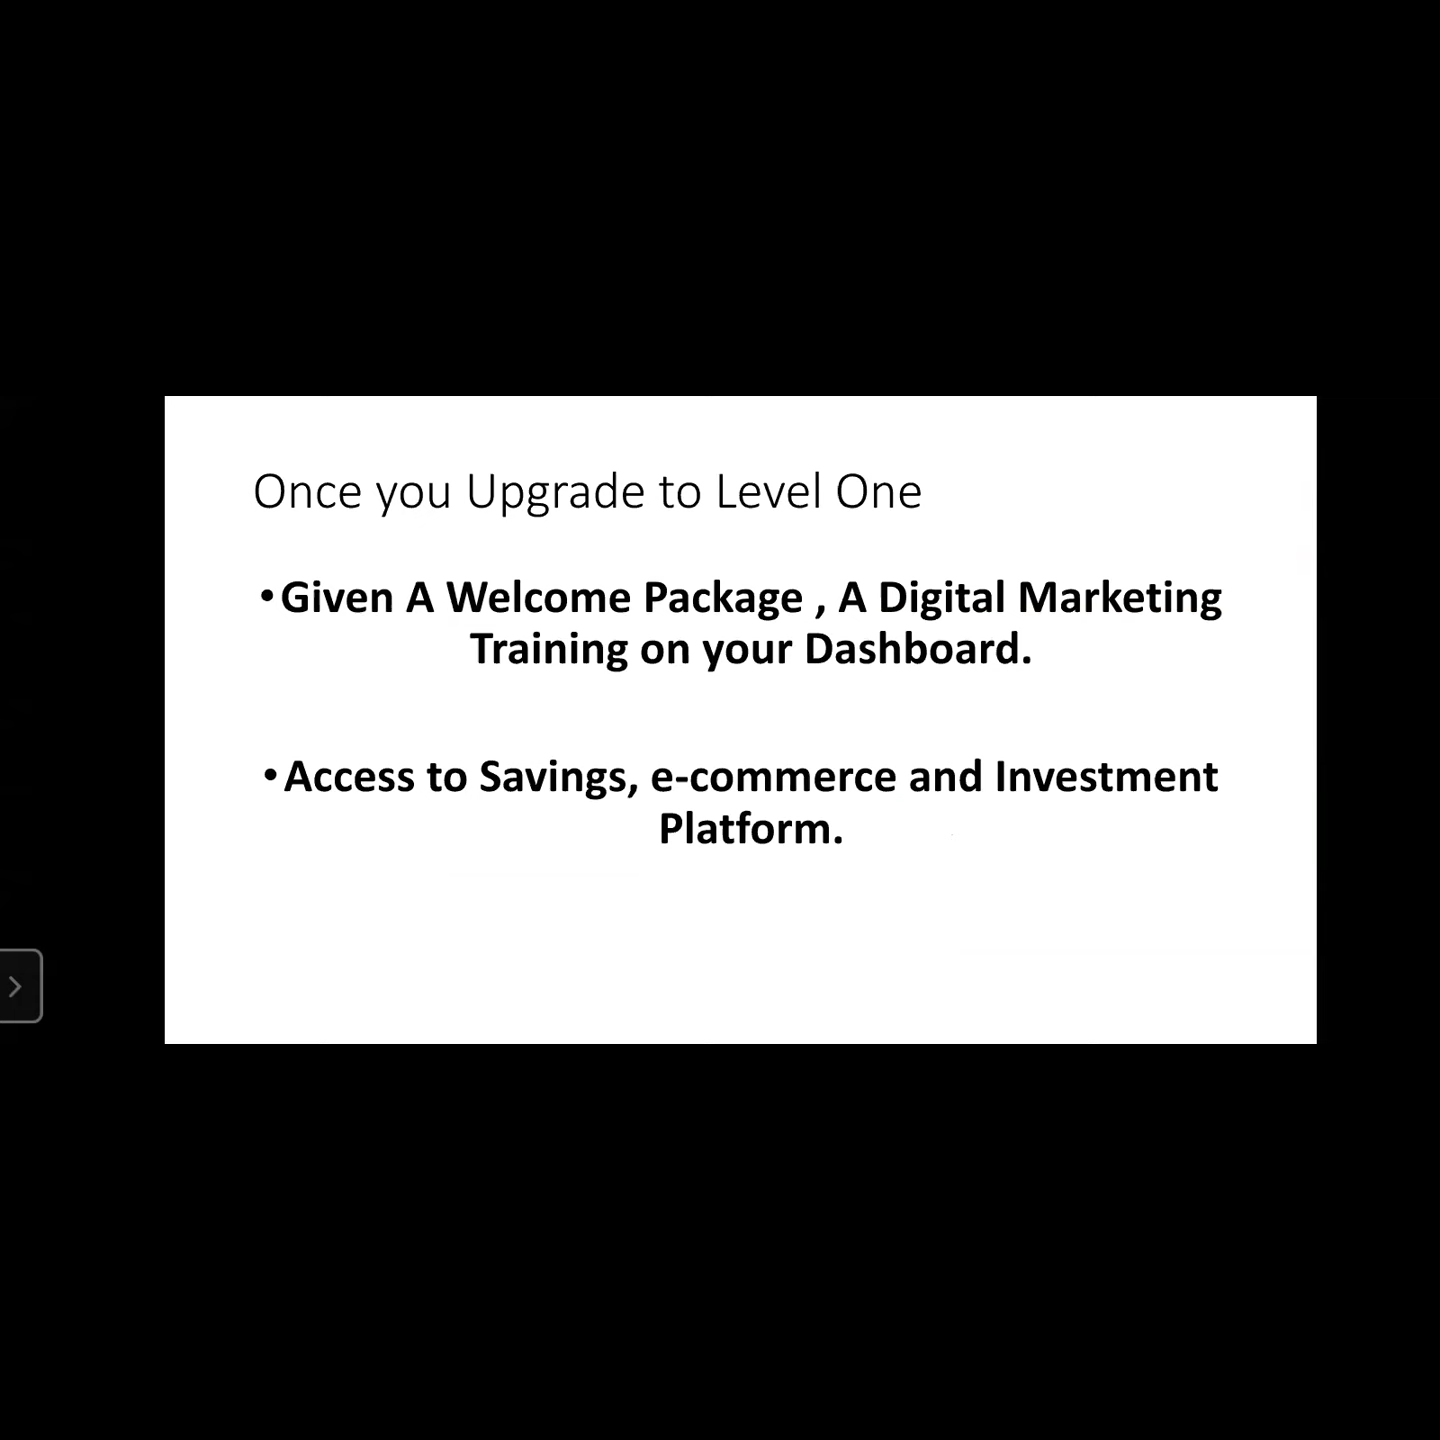 Once you Upgrade to Level One
•Given A Welcome Package , A Digital Marketing
Training on your Dashboard.
•Access to Savings, e-commerce and Investment
Platform.